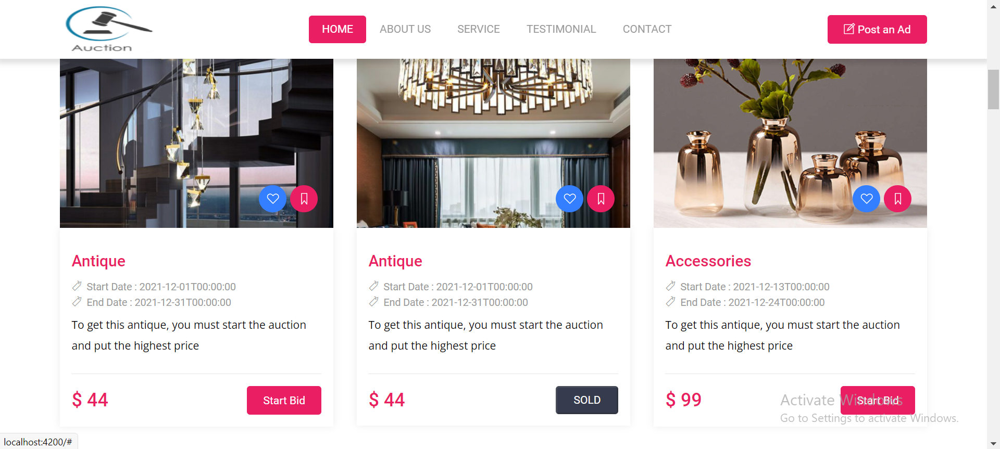 Auction
HOME
ABOUT US
SERVICE
TESTIMONIAL
CONTACT
Post an Ad
Antique
Start Date : 2021-12-01T00:00:00
End Date : 2021-12-31T00:00:00
To get this antique, you must start the auction
and put the highest price
$ 44
Start Bid
Antique
Start Date : 2021-12-01T00:00:00
End Date : 2021-12-31T00:00:00
To get this antique, you must start the auction
and put the highest price
$ 44
SOLD
Accessories
Start Date : 2021-12-13T00:00:00
End Date : 2021-12-24T00:00:00
To get this antique, you must start the auction
and put the highest price
$ 99
Start Bid
Activate Windows
Go to Settings to activate Windows.
localhost:4200/#